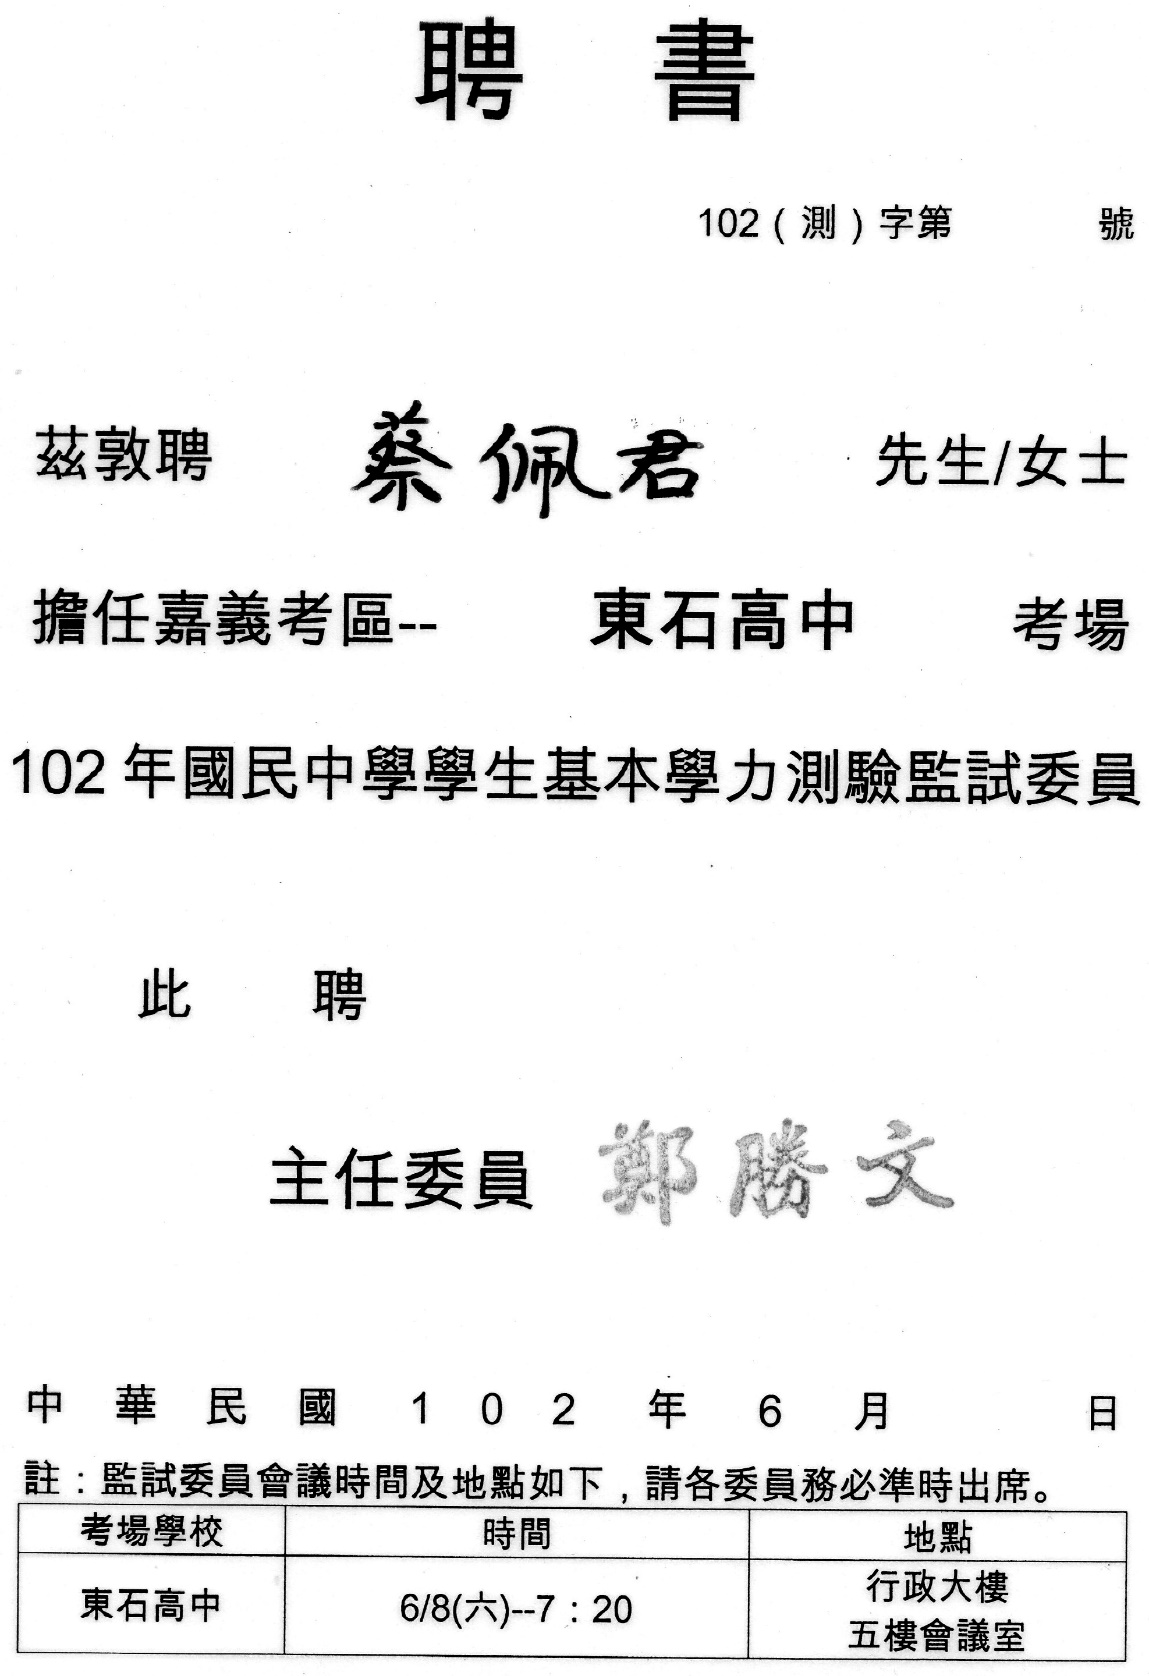 聘 書
102（測）字第 號
茲敦聘 蔡佩君 先生/女士
擔任嘉義考區-- 東石高中 考場
102年國民中學學生基本學力測驗監試委員
此 聘
主任委員 鄭勝文
中 華 民 國 1 0 2 年 6 月 日
註：監試委員會議時間及地點如下，請各委員務必準時出席。
考場學校 時間 地點
東石高中 6/8(六)--7：20 行政大樓
五樓會議室